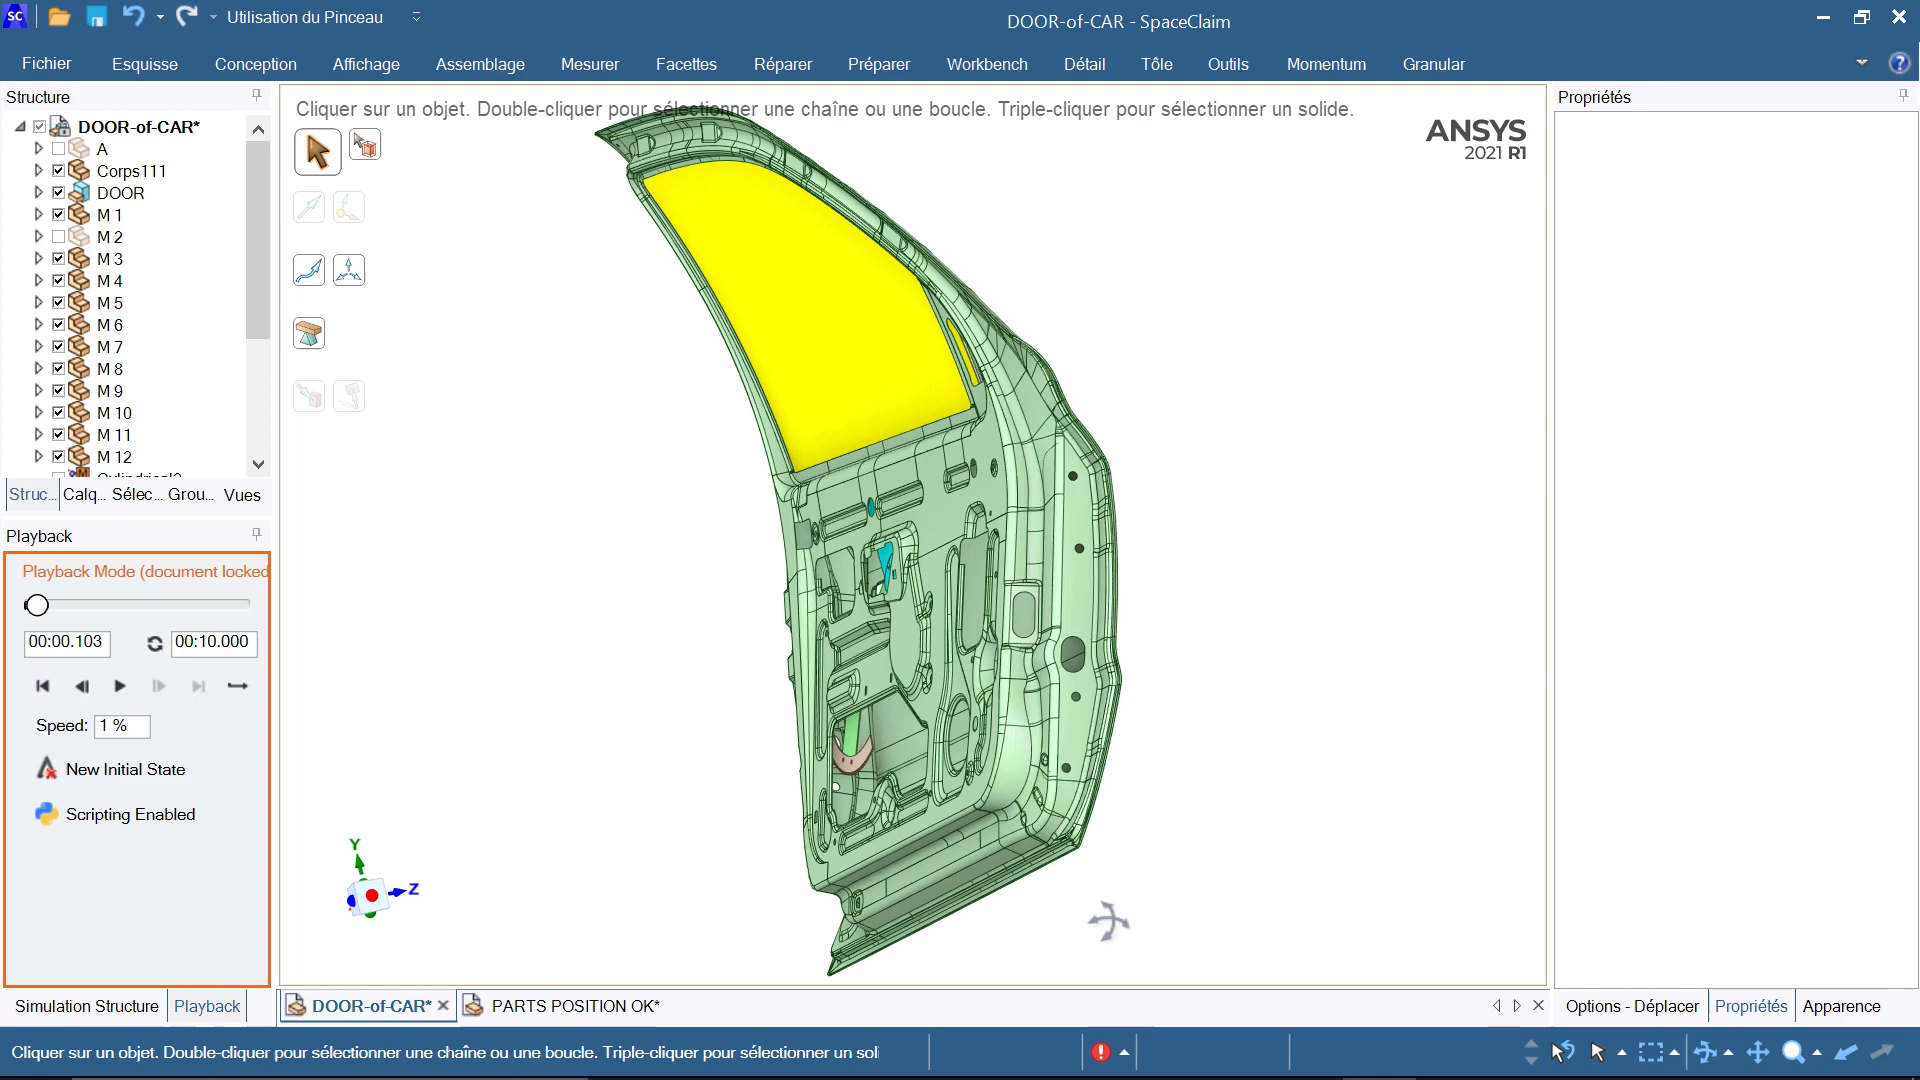 SC Utilisation du Pinceau
DOOR-of-CAR - SpaceClaim
Fichier Esquisse Conception Affichage Assemblage Mesurer Facettes Réparer Préparer Workbench Détail Tôle Outils Momentum Granular
Structure
DOOR-of-CAR*
A
Corps111
DOOR
M 1
M 2
M 3
M 4
M 5
M 6
M 7
M 8
M 9
M 10
M 11
M 12
Struc... Calq... Sélec... Grou... Vues
Playback
Playback Mode (document locked
00:00.103 00:10.000
Speed: 1 %
New Initial State
Scripting Enabled
Simulation Structure Playback
Cliquer sur un objet. Double-cliquer pour sélectionner une chaîne ou une boucle. Triple-cliquer pour sélectionner un solide.
ANSYS
2021 R1
Y
Z
DOOR-of-CAR* PARTS POSITION OK*
Propriétés
Options - Déplacer Propriétés Apparence
Cliquer sur un objet. Double-cliquer pour sélectionner une chaîne ou une boucle. Triple-cliquer pour sélectionner un sol